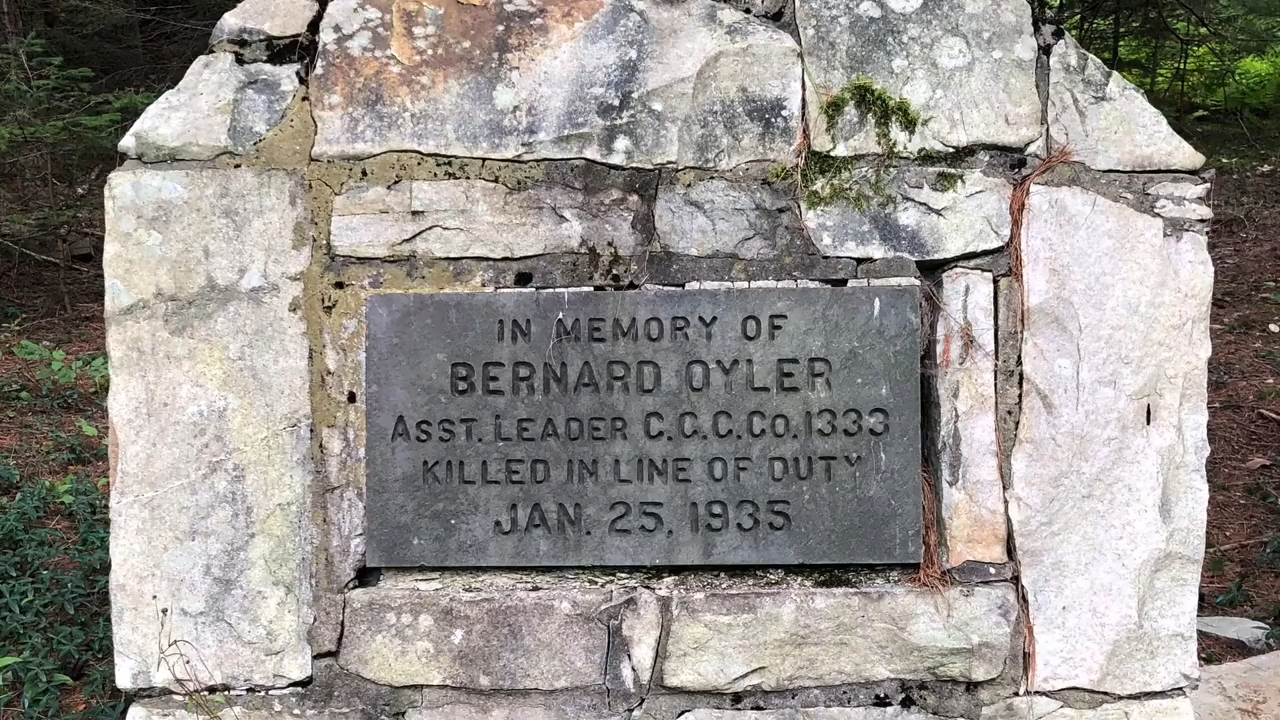 IN MEMORY OF
BERNARD OYLER
ASST. LEADER C.C.C. CO. 1333
KILLED IN LINE OF DUTY
JAN. 25, 1935